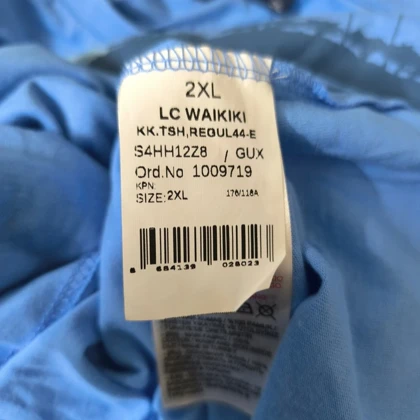 2XL
LC WAIKIKI
KK.TSH,REGUL44-E
S4HH12Z8 / GUX
Ord.No 1009719
KPN:
SIZE: 2XL 176/116A
8 684139 028023